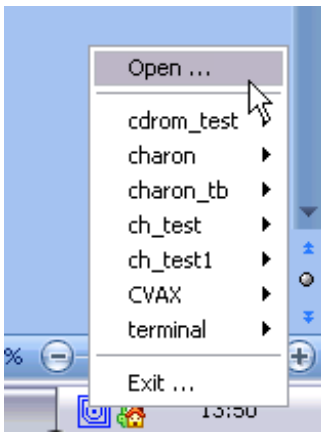 Open ...
cdrom_test
charon
charon_tb
ch_test
ch_test1
CVAX
terminal
%
Exit ...
13:50